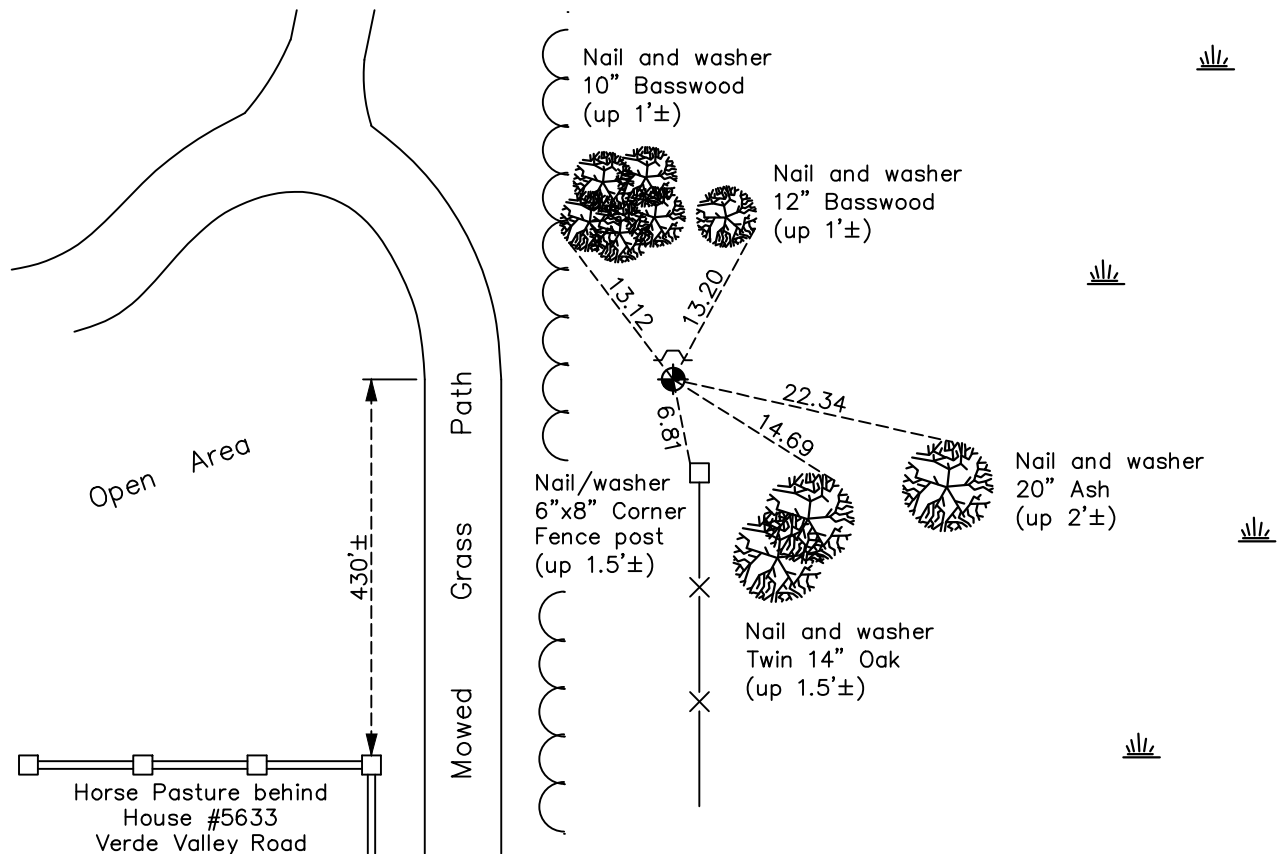 Nail and washer
10" Basswood
(up 1'±)
Nail and washer
12" Basswood
(up 1'±)
13.12
13.20
22.34
14.69
6.81
Nail and washer
20" Ash
(up 2'±)
Nail/washer
6"x8" Corner
Fence post
(up 1.5'±)
Nail and washer
Twin 14" Oak
(up 1.5'±)
Open Area
430'±
Mowed Grass Path
Horse Pasture behind
House #5633
Verde Valley Road